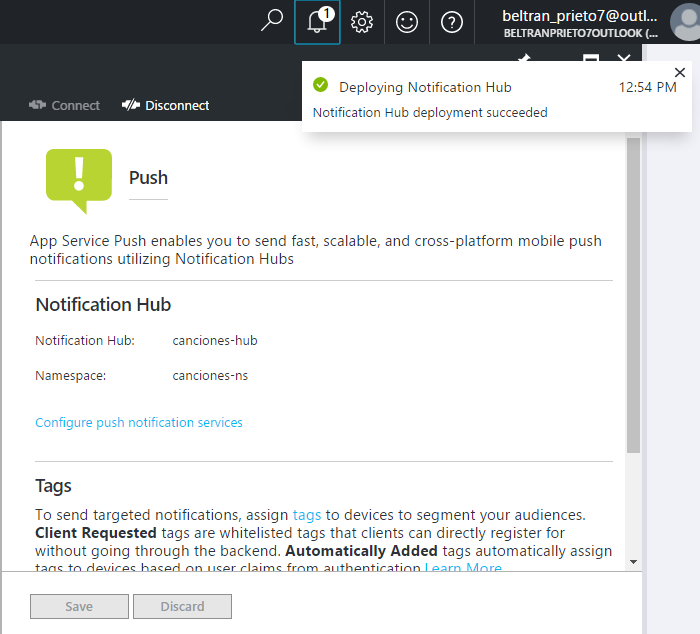 1
beltran_prieto7@outl...
BELTRANPRIETO7OUTLOOK (...
Deploying Notification Hub 12:54 PM
Notification Hub deployment succeeded
Connect Disconnect
Push
App Service Push enables you to send fast, scalable, and cross-platform mobile push
notifications utilizing Notification Hubs
Notification Hub
Notification Hub: canciones-hub
Namespace: canciones-ns
Configure push notification services
Tags
To send targeted notifications, assign tags to devices to segment your audiences.
Client Requested tags are whitelisted tags that clients can directly register for
without going through the backend. Automatically Added tags automatically assign
tags to devices based on user claims from authentication Learn More
Save Discard